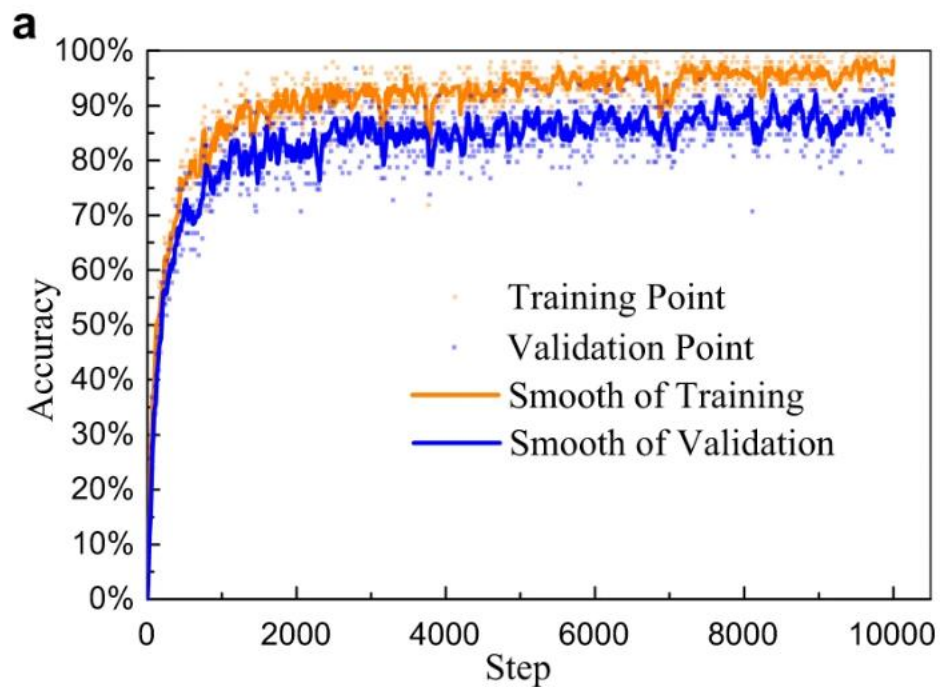 a
100%
90%
80%
70%
60%
50%
40%
30%
20%
10%
0%
Accuracy
Training Point
Validation Point
Smooth of Training
Smooth of Validation
0 2000 4000 6000 8000 10000
Step